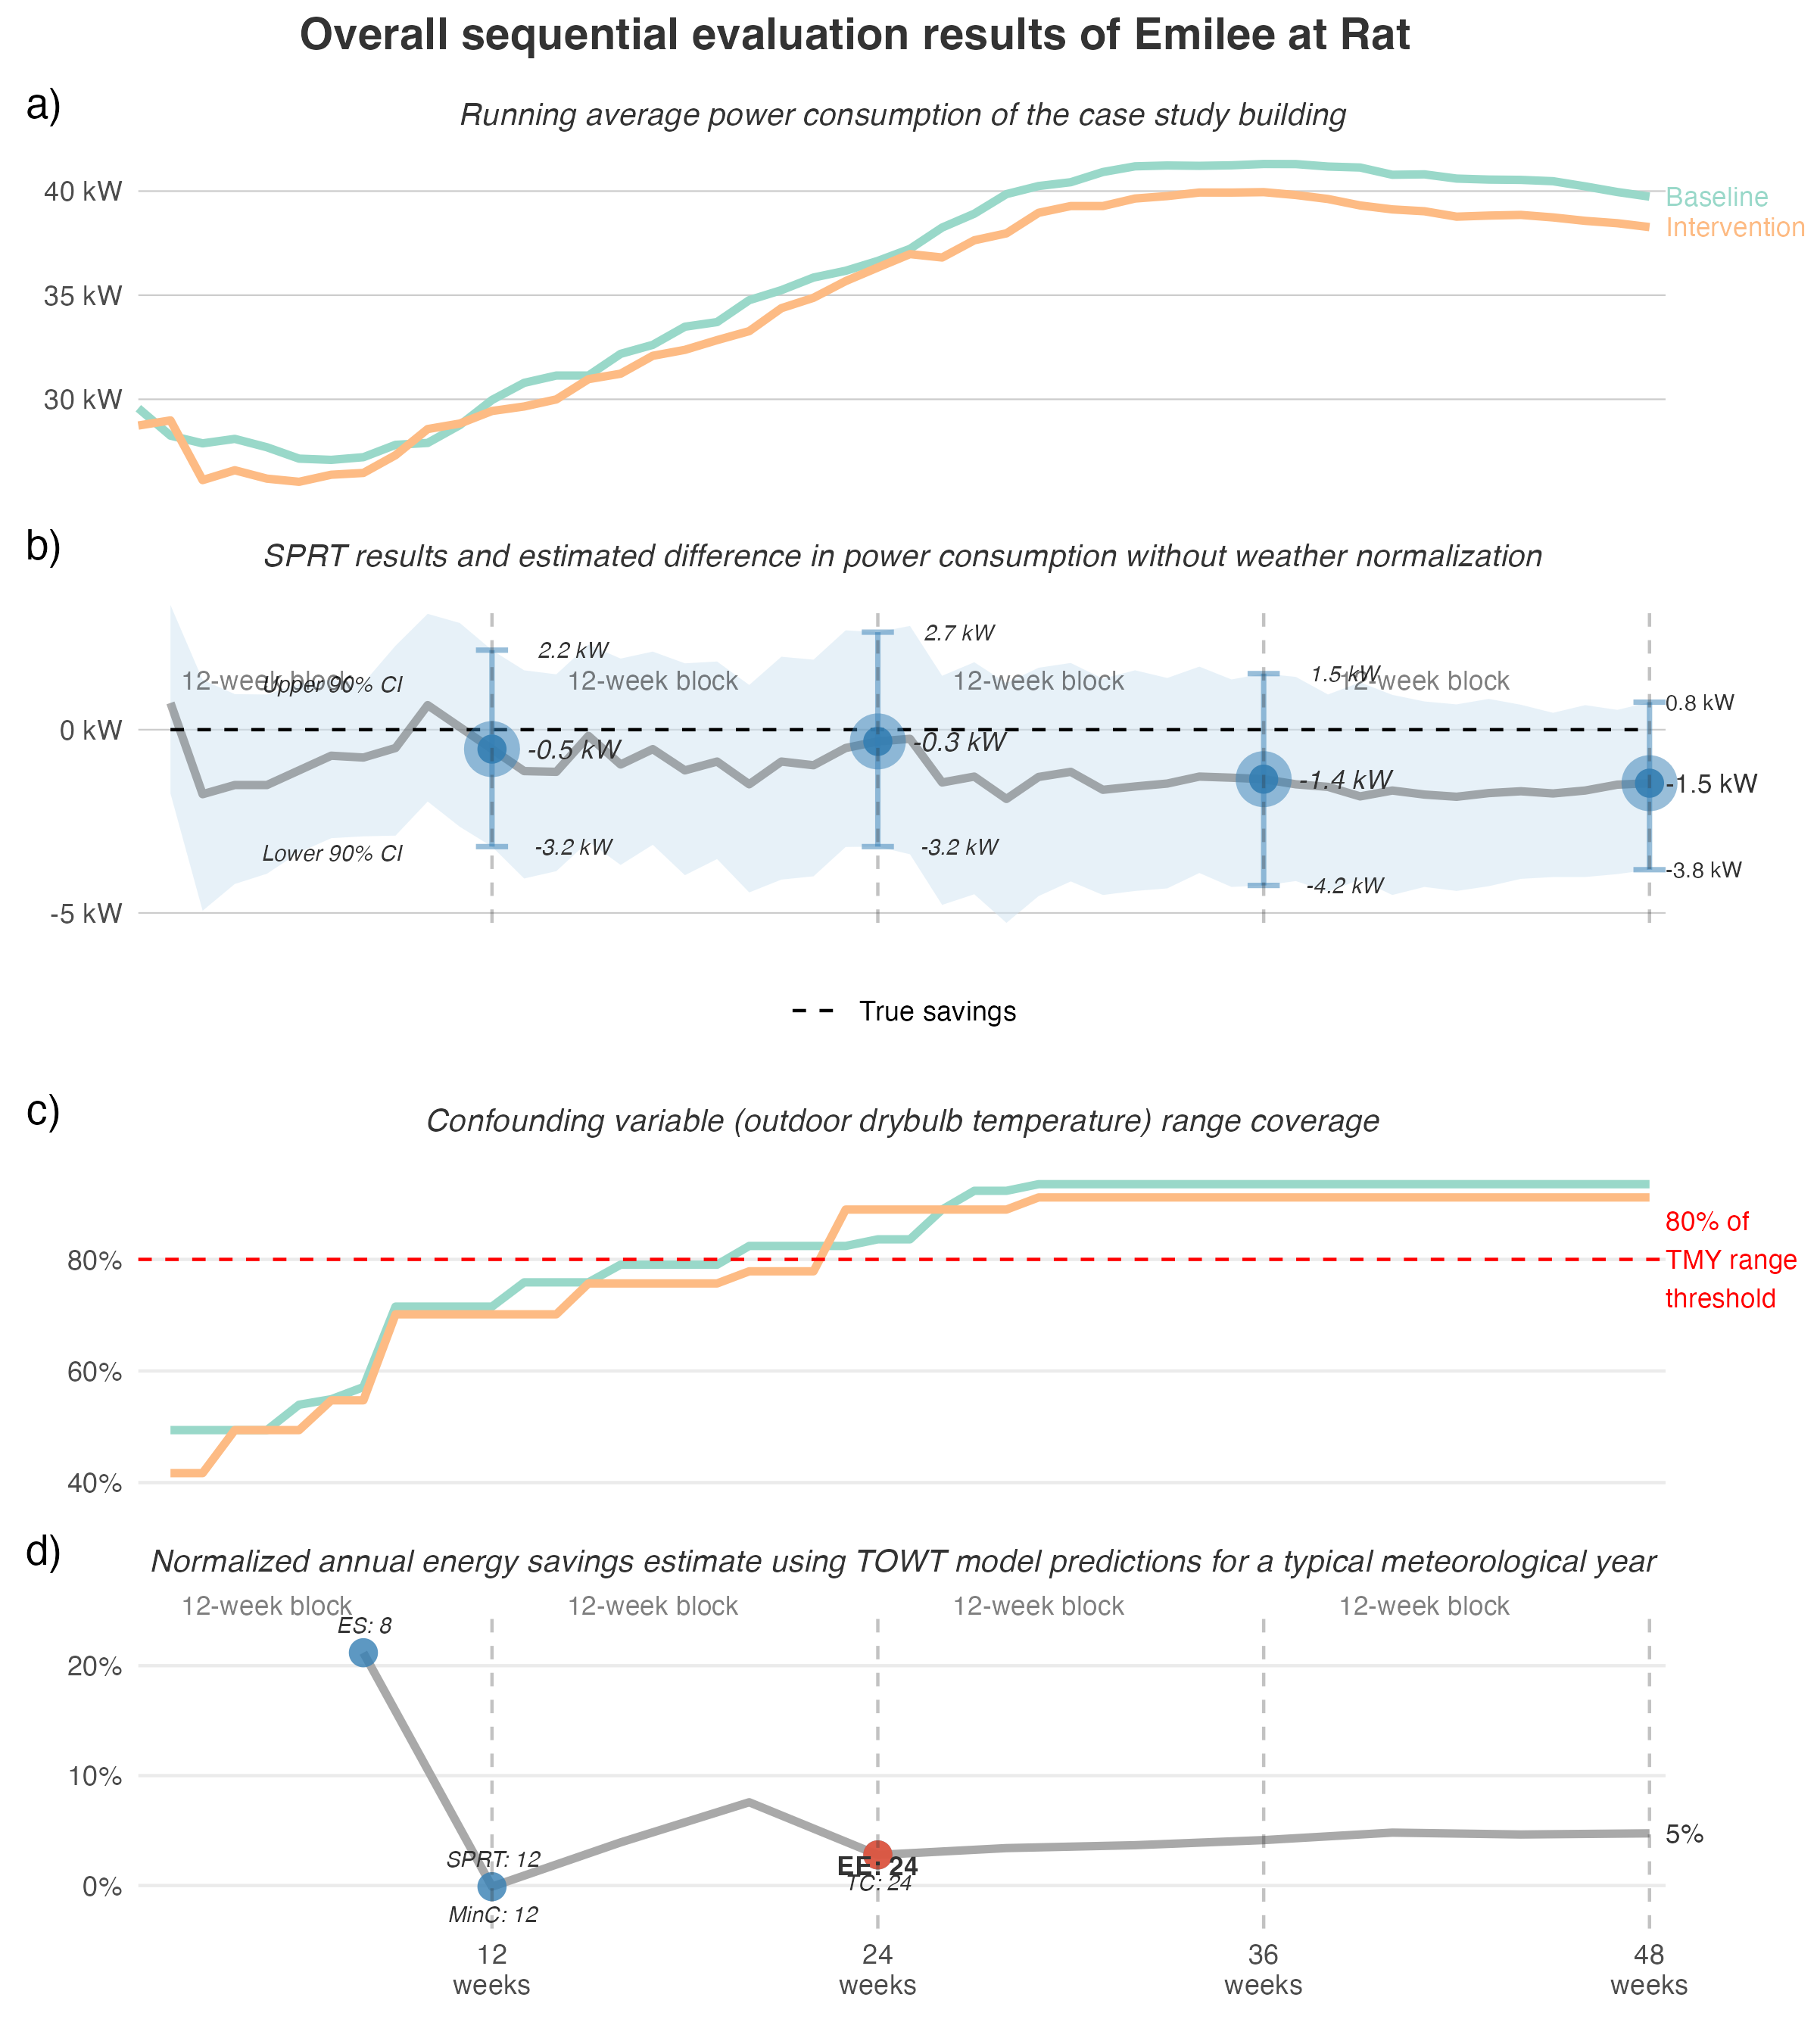 Overall sequential evaluation results of Emilee at Rat
a)
Running average power consumption of the case study building
40 kW
35 kW
30 kW
Baseline
Intervention
b)
SPRT results and estimated difference in power consumption without weather normalization
12-week block
12-week block
12-week block
12-week block
Upper 90% CI
Lower 90% CI
0 kW
-5 kW
2.2 kW
-0.5 kW
-3.2 kW
2.7 kW
-0.3 kW
-3.2 kW
1.5 kW
-1.4 kW
-4.2 kW
0.8 kW
-1.5 kW
-3.8 kW
True savings
c)
Confounding variable (outdoor drybulb temperature) range coverage
80%
60%
40%
80% of
TMY range
threshold
d)
Normalized annual energy savings estimate using TOWT model predictions for a typical meteorological year
12-week block
12-week block
12-week block
12-week block
20%
10%
0%
ES: 8
SPRT: 12
MinC: 12
EE: 24
TC: 24
5%
12
weeks
24
weeks
36
weeks
48
weeks